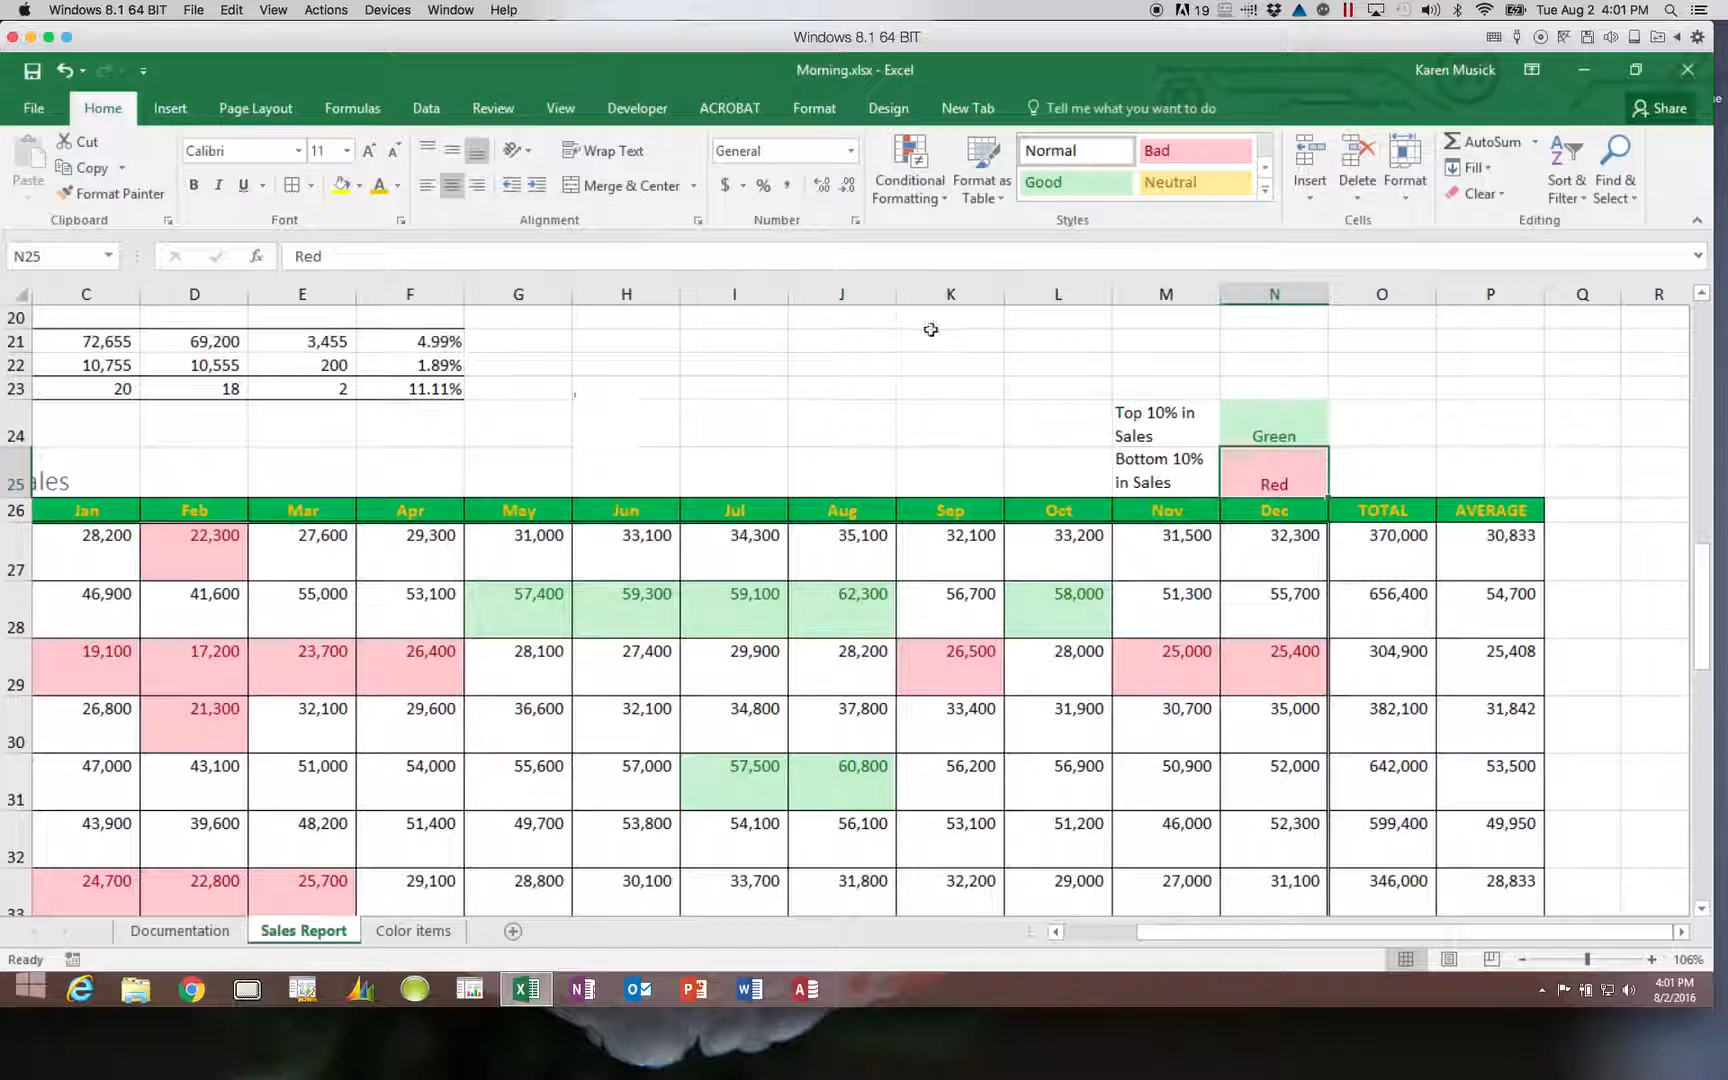 Windows 8.1 64 BIT File Edit View Actions Devices Window Help 19 Tue Aug 2 4:01 PM
Windows 8.1 64 BIT
Morning.xlsx - Excel Karen Musick
File Home Insert Page Layout Formulas Data Review View Developer ACROBAT Format Design New Tab Tell me what you want to do Share
Paste Cut Copy Format Painter
Calibri 11 A A B I U A
Wrap Text Merge & Center
General $ % ,
Conditional Formatting Format as Table
Normal Bad
Good Neutral
Insert Delete Format
AutoSum Fill Clear Sort & Filter Find & Select
Clipboard Font Alignment Number Styles Cells Editing
N25 fx Red
C D E F G H I J K L M N O P Q R
20
21 72,655 69,200 3,455 4.99%
22 10,755 10,555 200 1.89%
23 20 18 2 11.11%
24 Top 10% in Sales Green
25 ales Bottom 10% in Sales Red
26 Jan Feb Mar Apr May Jun Jul Aug Sep Oct Nov Dec TOTAL AVERAGE
27 28,200 22,300 27,600 29,300 31,000 33,100 34,300 35,100 32,100 33,200 31,500 32,300 370,000 30,833
28 46,900 41,600 55,000 53,100 57,400 59,300 59,100 62,300 56,700 58,000 51,300 55,700 656,400 54,700
29 19,100 17,200 23,700 26,400 28,100 27,400 29,900 28,200 26,500 28,000 25,000 25,400 304,900 25,408
30 26,800 21,300 32,100 29,600 36,600 32,100 34,800 37,800 33,400 31,900 30,700 35,000 382,100 31,842
31 47,000 43,100 51,000 54,000 55,600 57,000 57,500 60,800 56,200 56,900 50,900 52,000 642,000 53,500
32 43,900 39,600 48,200 51,400 49,700 53,800 54,100 56,100 53,100 51,200 46,000 52,300 599,400 49,950
33 24,700 22,800 25,700 29,100 28,800 30,100 33,700 31,800 32,200 29,000 27,000 31,100 346,000 28,833
Documentation Sales Report Color items
Ready 106%
4:01 PM
8/2/2016